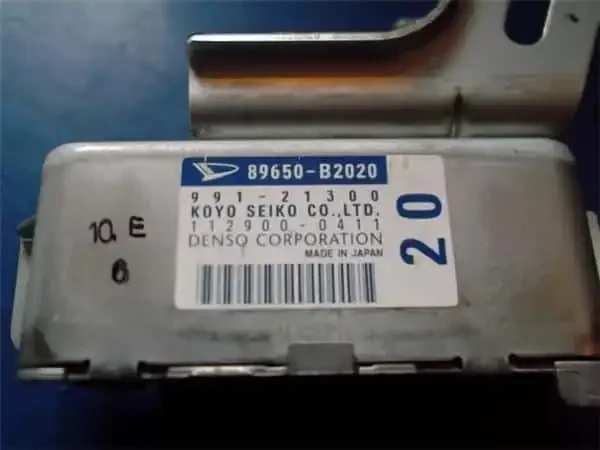 89650-B2020
991-21300
KOYO SEIKO CO.,LTD.
112900-0411
DENSO CORPORATION
MADE IN JAPAN
20
10. E
6